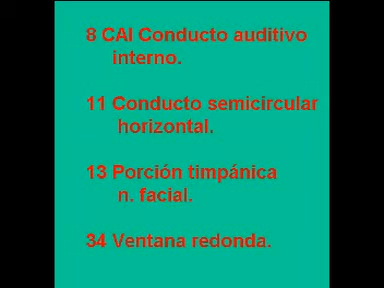 8 CAI Conducto auditivo
interno.
11 Conducto semicircular
horizontal.
13 Porción timpánica
n. facial.
34 Ventana redonda.